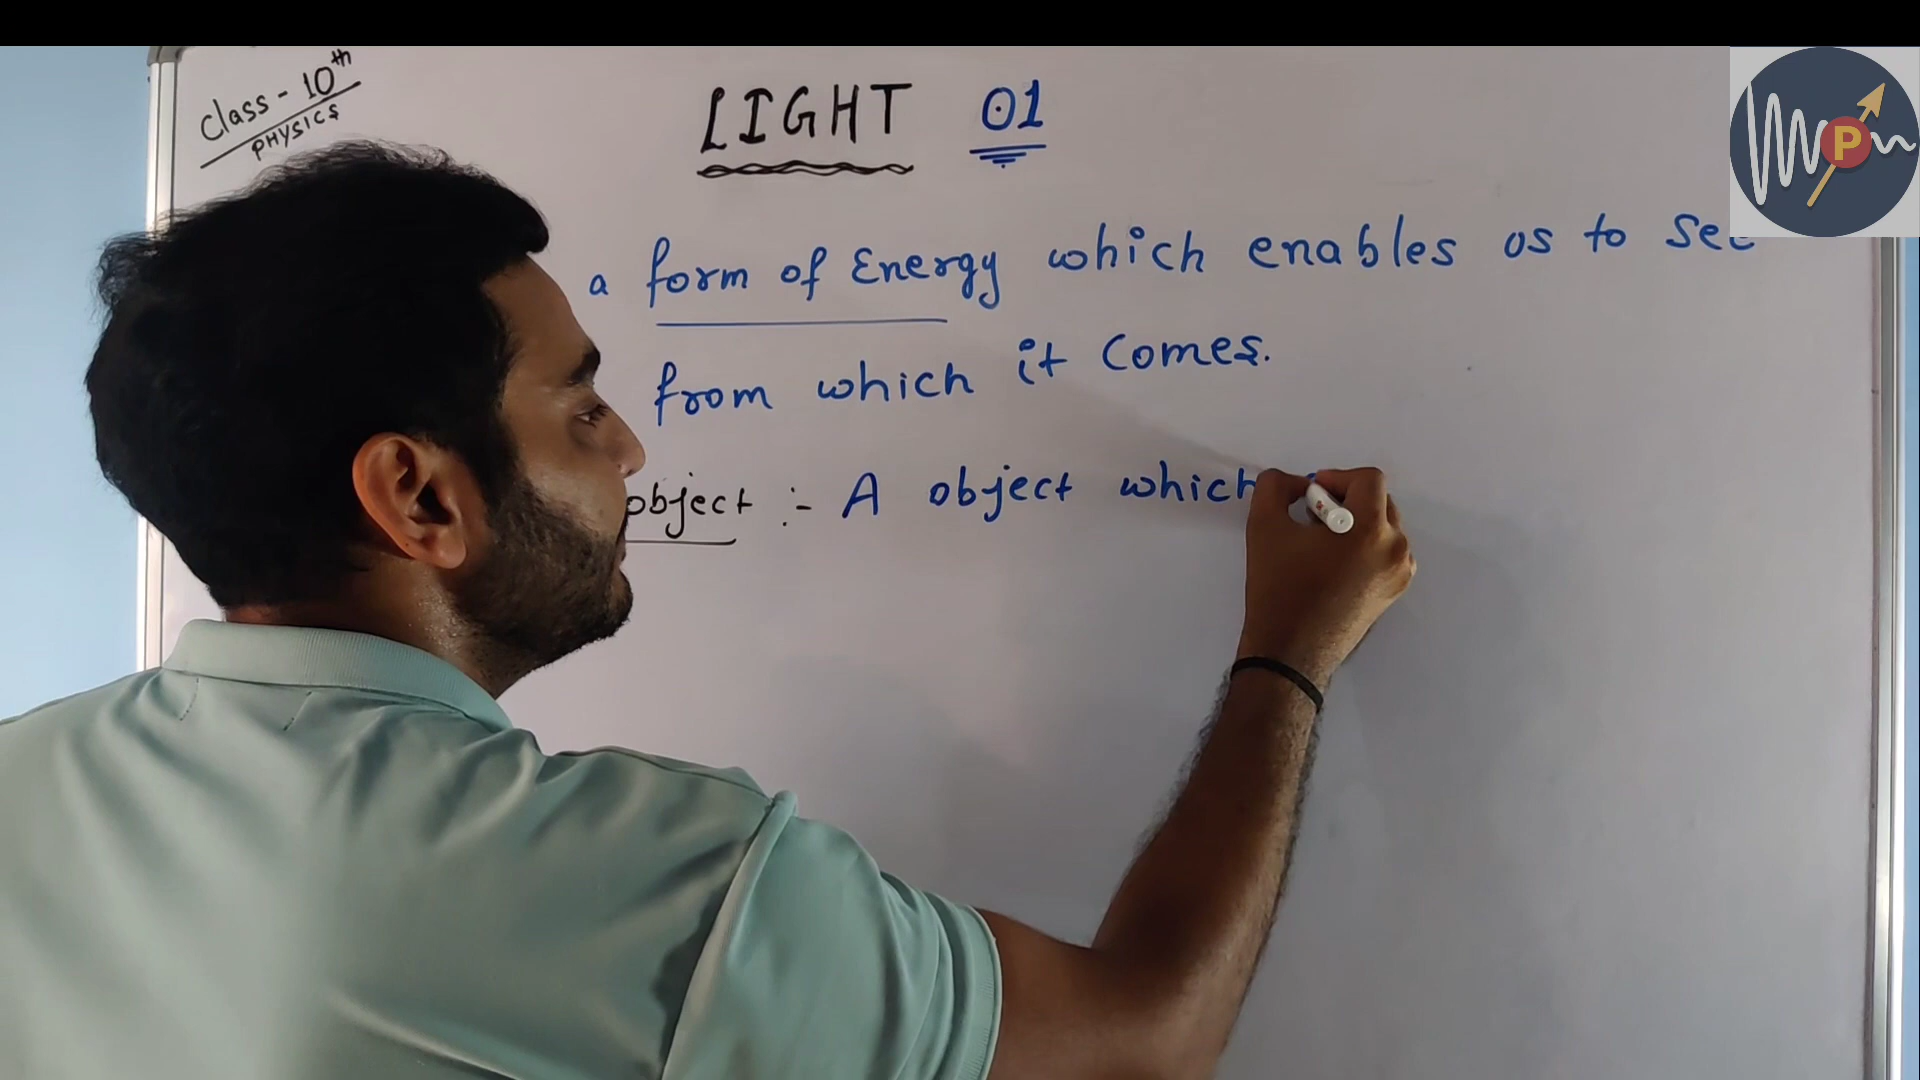 Class - 10th
PHYSICS
LIGHT 01
a form of Energy which enables us to see
from which it comes.
object :- A object which
P